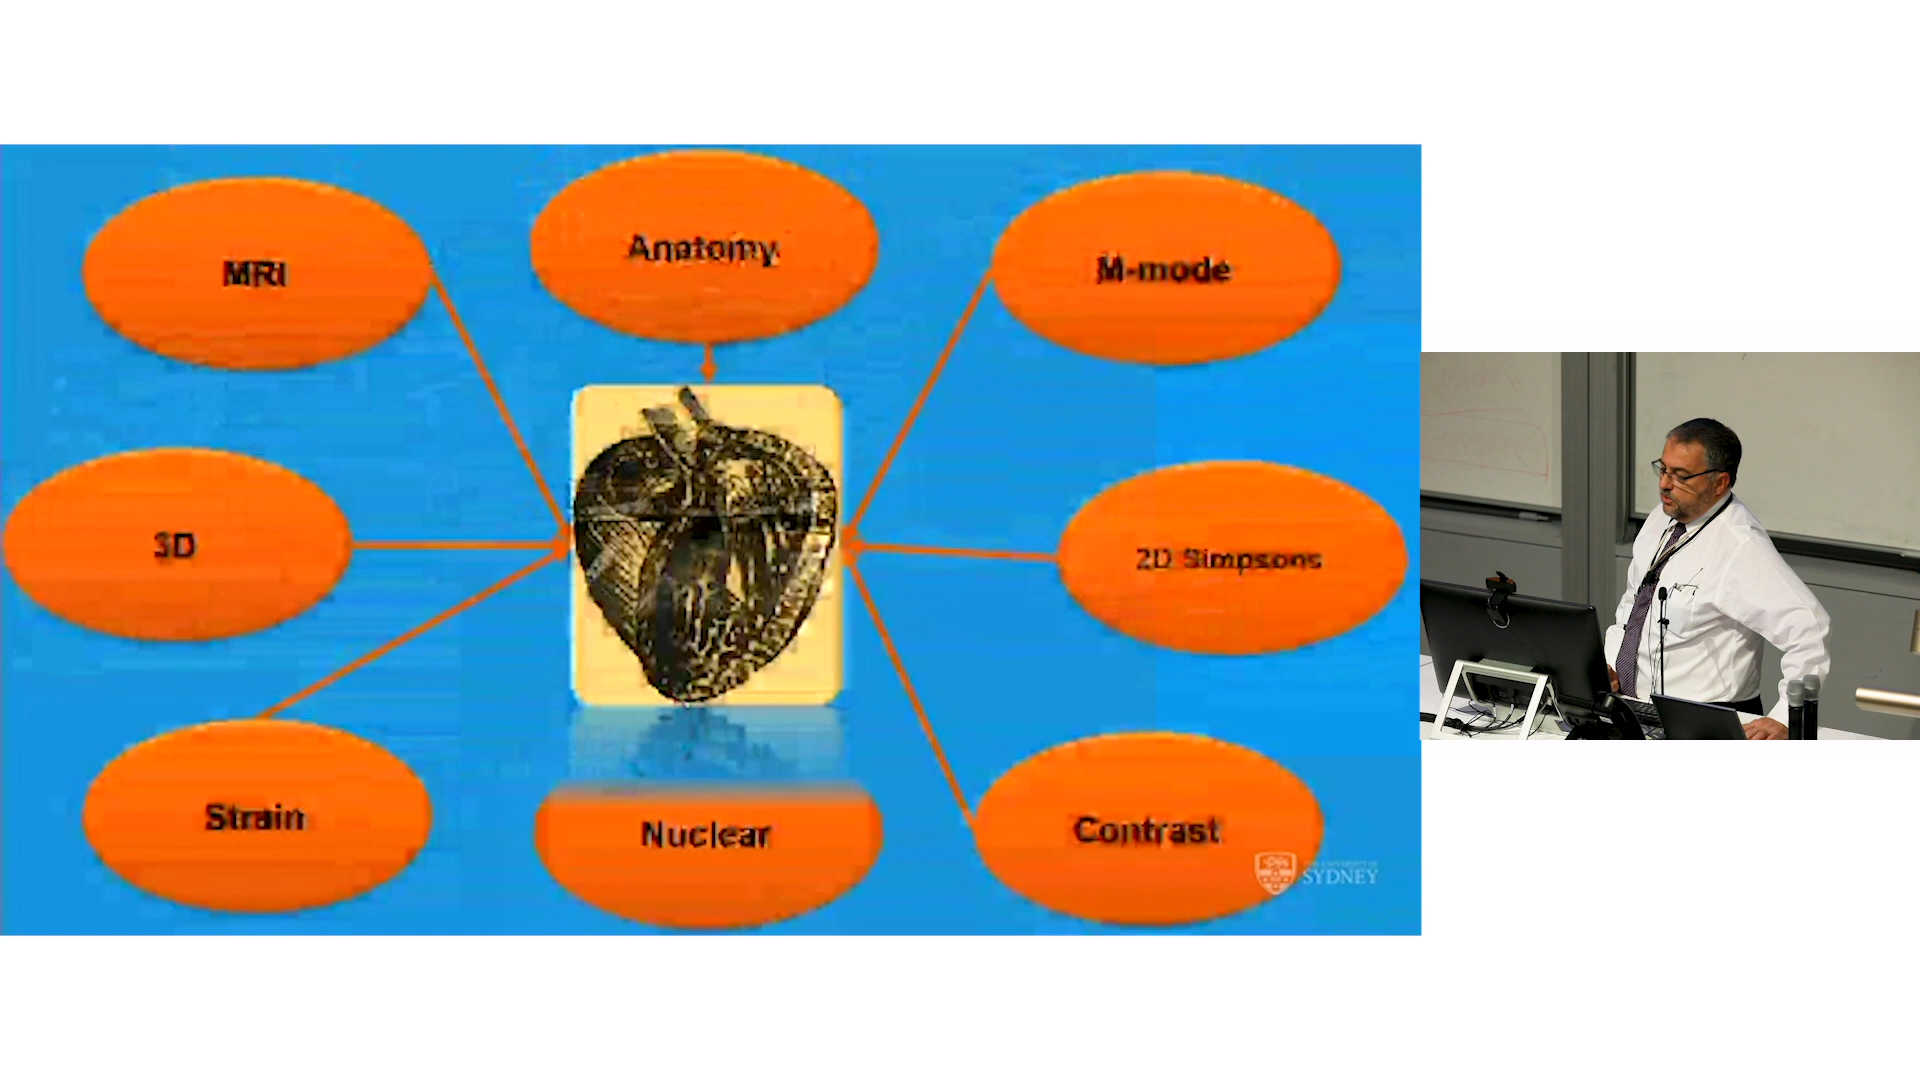 MRI
Anatomy
M-mode
3D
2D Simpsons
Strain
Nuclear
Contrast
THE UNIVERSITY OF
SYDNEY